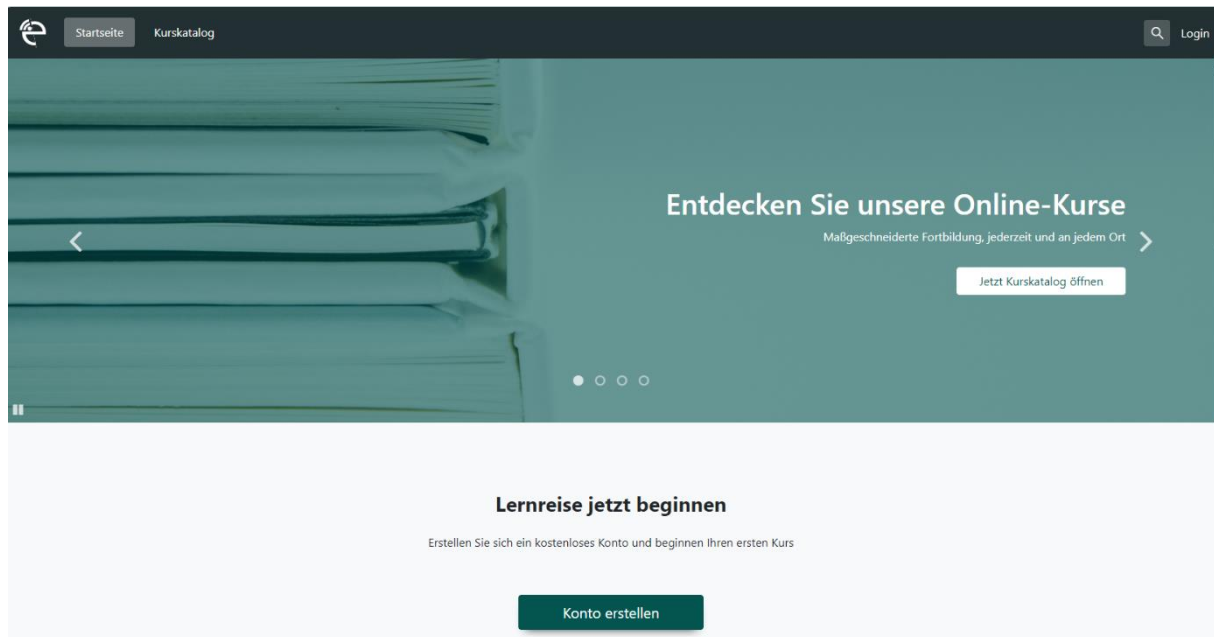 Startseite
Kurskatalog
Login
Entdecken Sie unsere Online-Kurse
Maßgeschneiderte Fortbildung, jederzeit und an jedem Ort
Jetzt Kurskatalog öffnen
Lernreise jetzt beginnen
Erstellen Sie sich ein kostenloses Konto und beginnen Ihren ersten Kurs
Konto erstellen